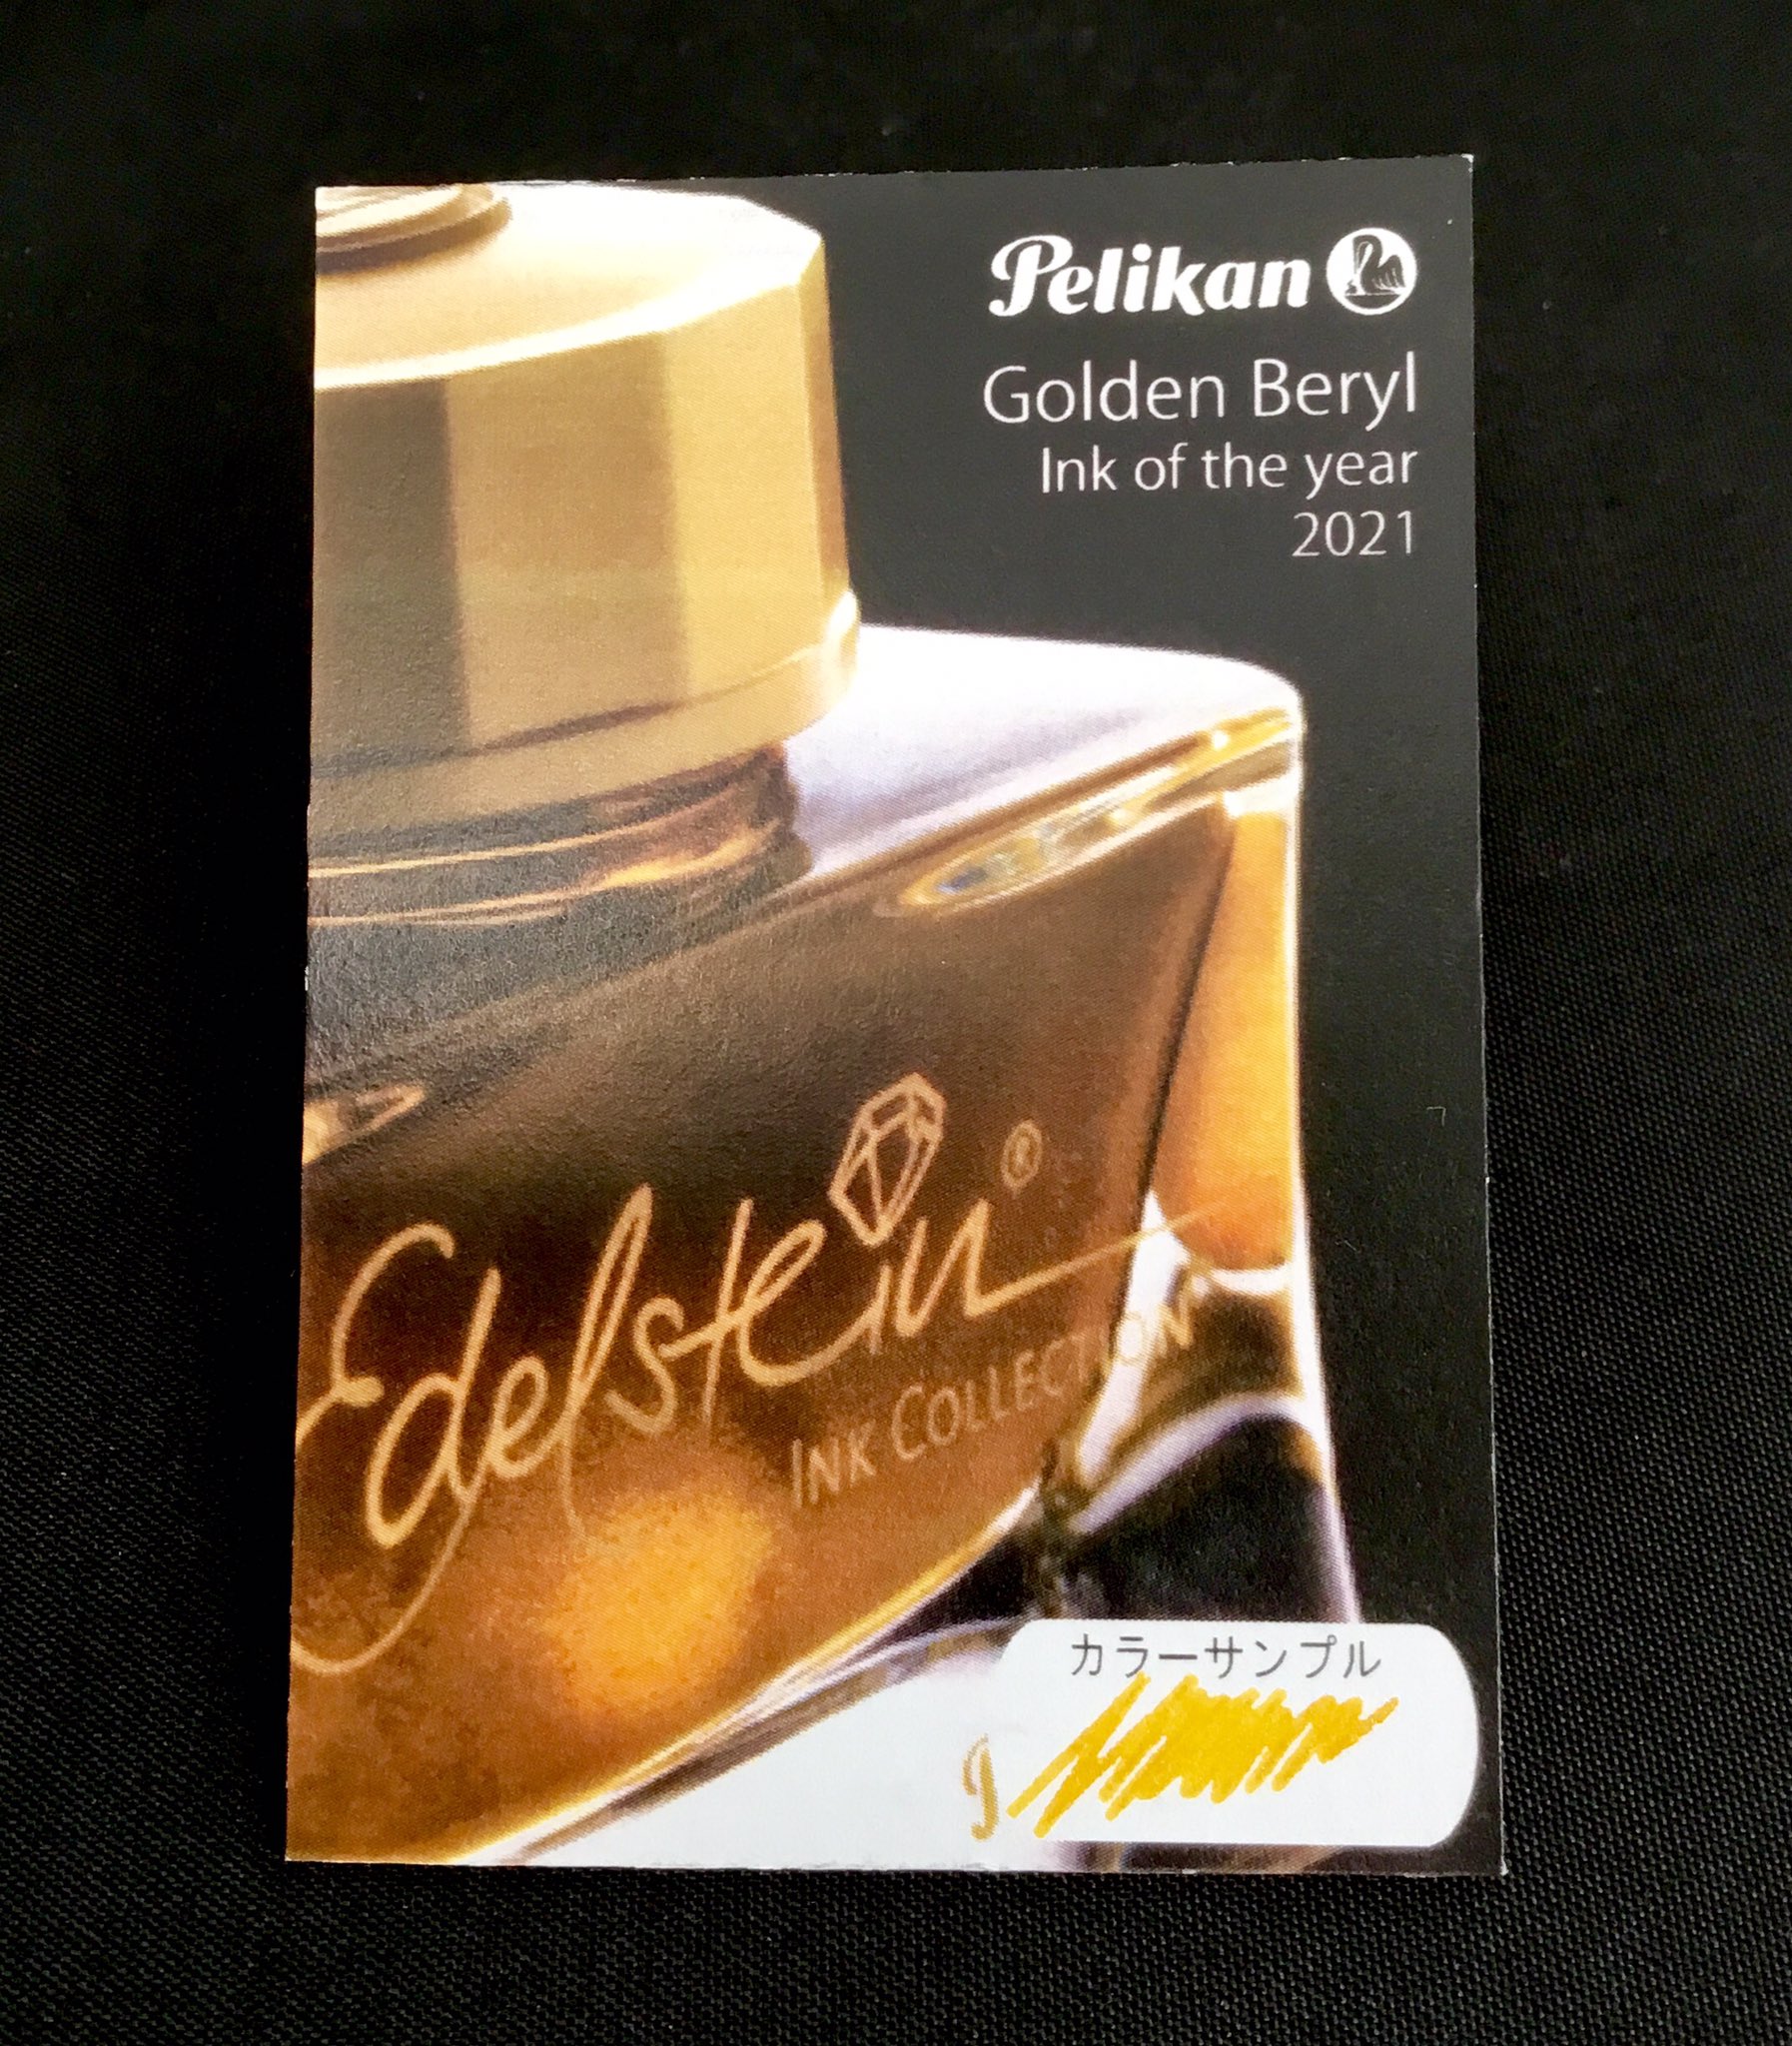 Pelikan
Golden Beryl
Ink of the year
2021
Edelstein®
INK COLLECTION
カラーサンプル